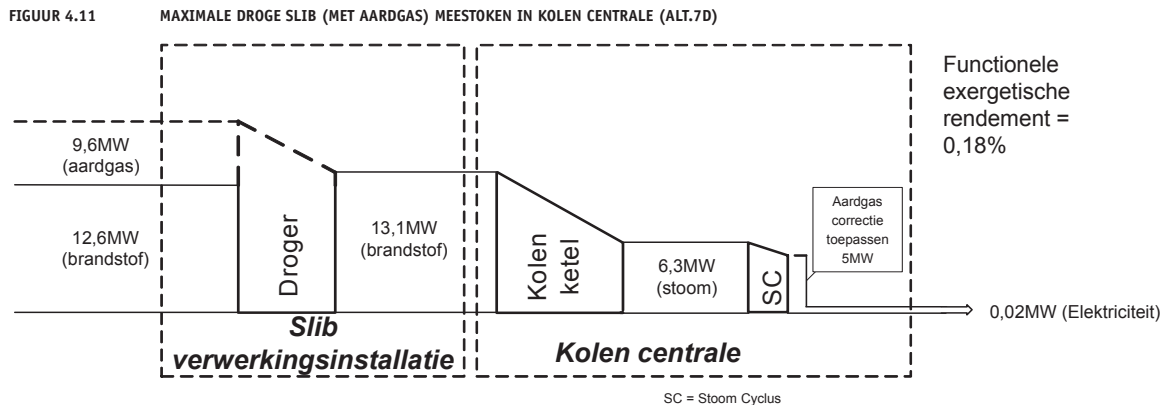 FIGUUR 4.11 MAXIMALE DROGE SLIB (MET AARDGAS) MEESTOKEN IN KOLEN CENTRALE (ALT.7D)
Functionele
exergetische
rendement =
0,18%
9,6MW
(aardgas)
12,6MW
(brandstof)
Droger
13,1MW
(brandstof)
Kolen
ketel
6,3MW
(stoom)
SC
Aardgas
correctie
toepassen
5MW
0,02MW (Elektriciteit)
Slib
verwerkingsinstallatie
Kolen centrale
SC = Stoom Cyclus